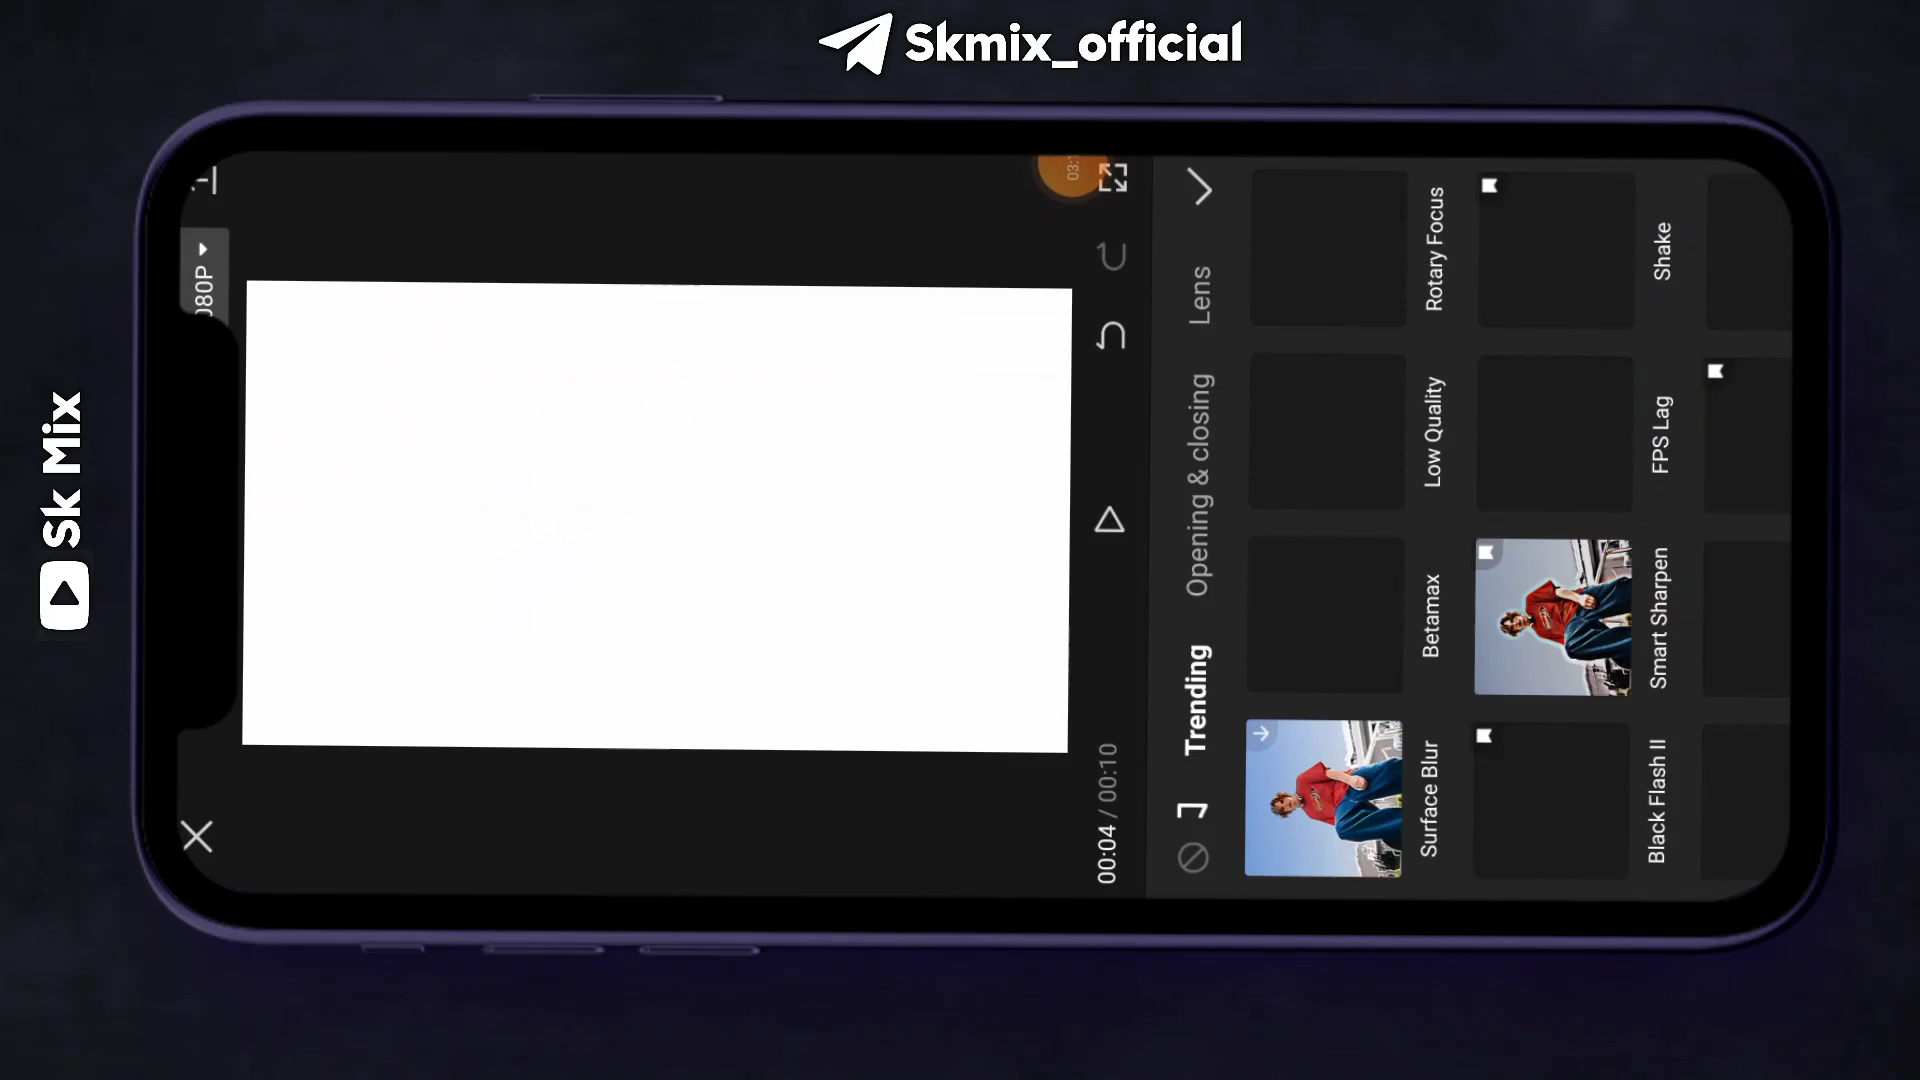 Skmix_official
Sk Mix
080P
03:
00:04 / 00:10
Trending
Opening & closing
Lens
Surface Blur
Betamax
Low Quality
Rotary Focus
Black Flash II
Smart Sharpen
FPS Lag
Shake